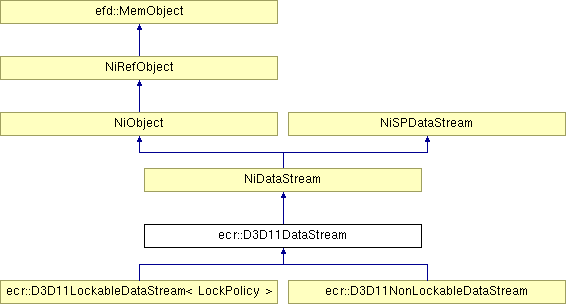 efd::MemObject
NiRefObject
NiObject
NiSPDataStream
NiDataStream
ecr::D3D11DataStream
ecr::D3D11LockableDataStream< LockPolicy >
ecr::D3D11NonLockableDataStream